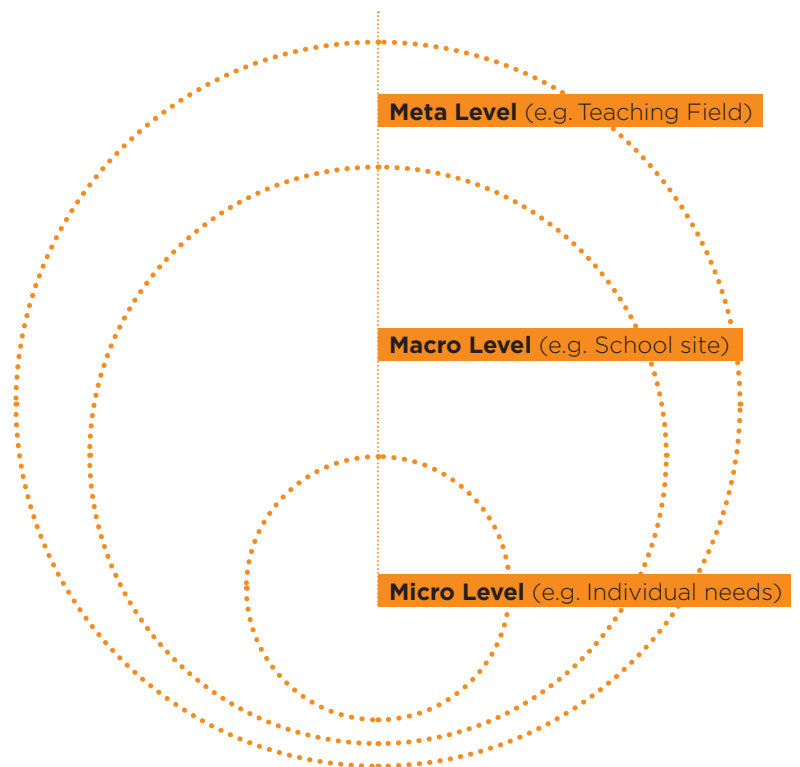 Meta Level (e.g. Teaching Field)
Macro Level (e.g. School site)
Micro Level (e.g. Individual needs)